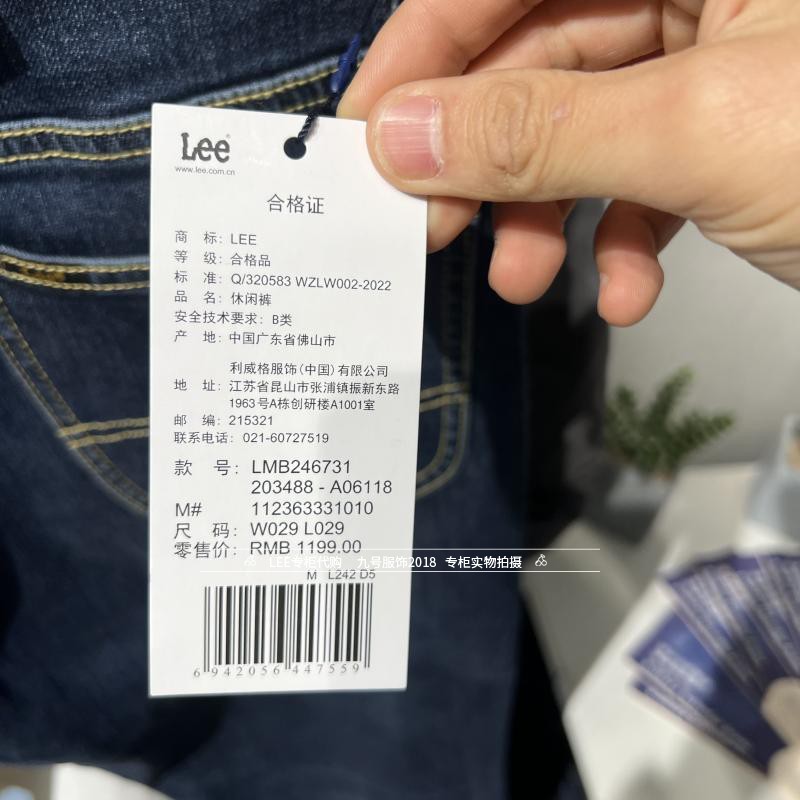 Lee
www.lee.com.cn
合格证
商 标: LEE
等 级: 合格品
标 准: Q/320583 WZLW002-2022
品 名: 休闲裤
安全技术要求: B类
产 地: 中国广东省佛山市
利威格服饰(中国)有限公司
地 址: 江苏省昆山市张浦镇振新东路
1963号A栋创研楼A1001室
邮 编: 215321
联系电话: 021-60727519
款 号: LMB246731
203488 - A06118
M# 112363331010
尺 码: W029 L029
零售价: RMB 1199.00
LEE专柜代购 九号服饰2018 专柜实物拍摄
M L242 D5
6 942056 447559